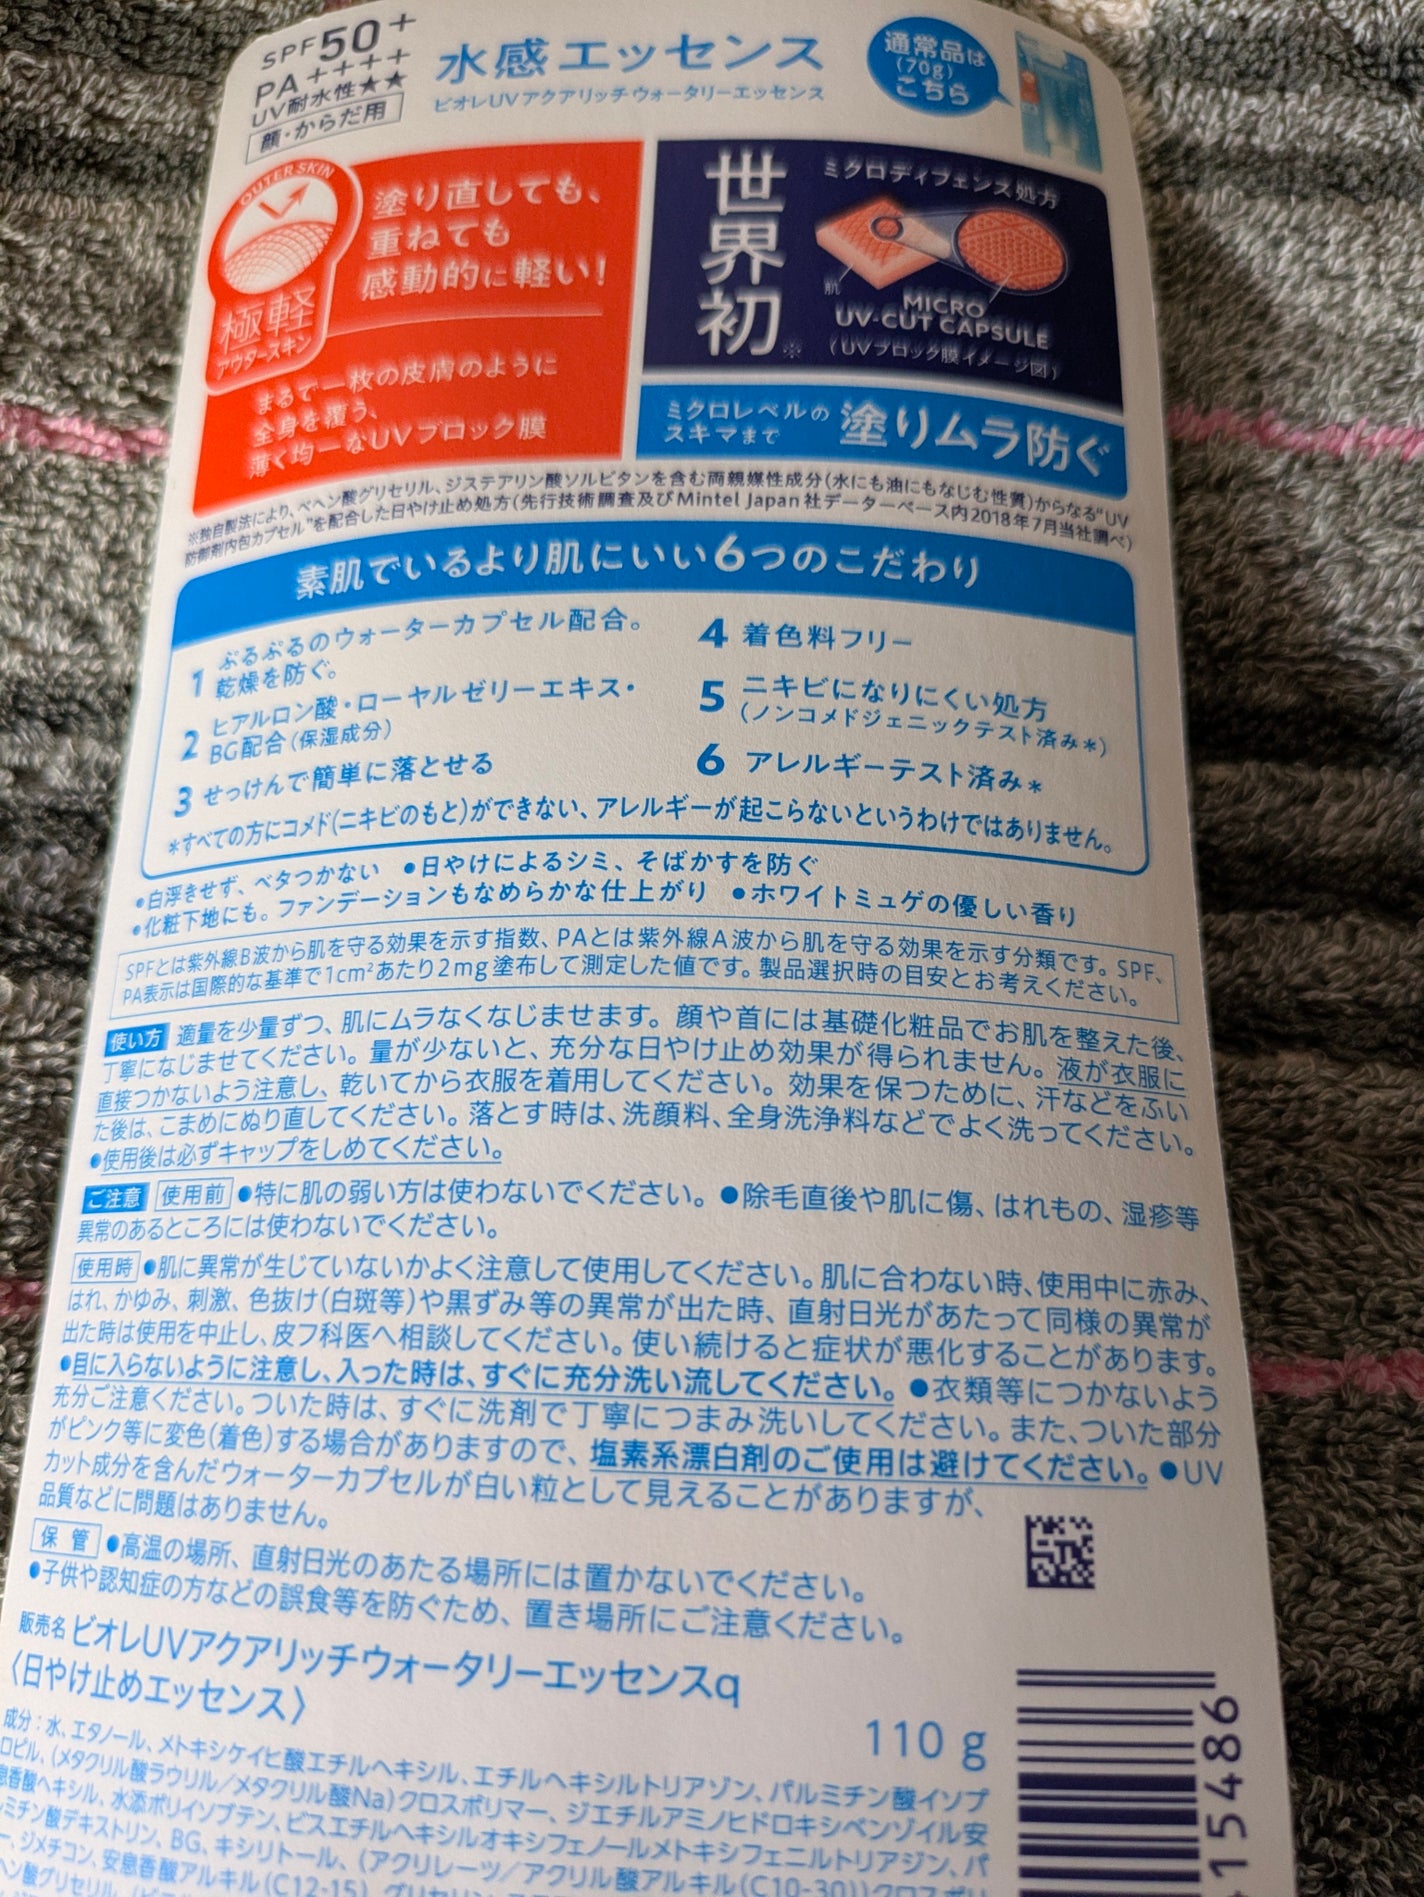 SPF50+
PA++++
UV耐水性★★
顔・からだ用
水感エッセンス
ビオレUVアクアリッチウォータリーエッセンス
通常品は
(70g)
こちら
OUTER SKIN
極軽
アウタースキン
塗り直しても、
重ねても
感動的に軽い!
まるで一枚の皮膚のように
全身を覆う、
薄く均一なUVブロック膜
世界初※
ミクロディフェンス処方
肌
MICRO
UV-CUT CAPSULE
(UVブロック膜イメージ図)
ミクロレベルの
スキマまで
塗りムラ防ぐ
※独自製法により、ベヘン酸グリセリル、ジステアリン酸ソルビタンを含む両親媒性成分(水にも油にもなじむ性質)からなる“UV
防御剤内包カプセル”を配合した日やけ止め処方(先行技術調査及びMintel Japan社データーベース内2018年7月当社調べ)
素肌でいるより肌にいい6つのこだわり
1 ぷるぷるのウォーターカプセル配合。
乾燥を防ぐ。
2 ヒアルロン酸・ローヤルゼリーエキス・
BG配合(保湿成分)
3 せっけんで簡単に落とせる
4 着色料フリー
5 ニキビになりにくい処方
(ノンコメドジェニックテスト済み*)
6 アレルギーテスト済み*
*すべての方にコメド(ニキビのもと)ができない、アレルギーが起こらないというわけではありません。
●白浮きせず、ベタつかない ●日やけによるシミ、そばかすを防ぐ
●化粧下地にも。ファンデーションもなめらかな仕上がり ●ホワイトミュゲの優しい香り
SPFとは紫外線B波から肌を守る効果を示す指数、PAとは紫外線A波から肌を守る効果を示す分類です。SPF、
PA表示は国際的な基準で1cm²あたり2mg塗布して測定した値です。製品選択時の目安とお考えください。
使い方 適量を少量ずつ、肌にムラなくなじませます。顔や首には基礎化粧品でお肌を整えた後、
丁寧になじませてください。量が少ないと、充分な日やけ止め効果が得られません。液が衣服に
直接つかないよう注意し、乾いてから衣服を着用してください。効果を保つために、汗などをふい
た後は、こまめにぬり直してください。落とす時は、洗顔料、全身洗浄料などでよく洗ってください。
●使用後は必ずキャップをしめてください。
ご注意 使用前 ●特に肌の弱い方は使わないでください。●除毛直後や肌に傷、はれもの、湿疹等
異常のあるところには使わないでください。
使用時 ●肌に異常が生じていないかよく注意して使用してください。肌に合わない時、使用中に赤み、
はれ、かゆみ、刺激、色抜け(白斑等)や黒ずみ等の異常が出た時、直射日光があたって同様の異常が
出た時は使用を中止し、皮フ科医へ相談してください。使い続けると症状が悪化することがあります。
●目に入らないように注意し、入った時は、すぐに充分洗い流してください。●衣類等につかないよう
充分ご注意ください。ついた時は、すぐに洗剤で丁寧につまみ洗いしてください。また、ついた部分
がピンク等に変色(着色)する場合がありますので、塩素系漂白剤のご使用は避けてください。●UV
カット成分を含んだウォーターカプセルが白い粒として見えることがありますが、
品質などに問題はありません。
保管 ●高温の場所、直射日光のあたる場所には置かないでください。
●子供や認知症の方などの誤食等を防ぐため、置き場所にご注意ください。
販売名 ビオレUVアクアリッチウォータリーエッセンスq
〈日やけ止めエッセンス〉
110 g
成分:水、エタノール、メトキシケイヒ酸エチルヘキシル、エチルヘキシルトリアゾン、パルミチン酸イソプ
ロピル、(メタクリル酸ラウリル/メタクリル酸Na)クロスポリマー、ジエチルアミノヒドロキシベンゾイル安
息香酸ヘキシル、水添ポリイソブテン、ビスエチルヘキシルオキシフェノールメトキシフェニルトリアジン、パ
ルミチン酸デキストリン、BG、キシリトール、(アクリレーツ/アクリル酸アルキル(C10-30))クロスポリ
ー、ジメチコン、安息香酸アルキル(C12-15)、グリセリン
ヘン酸グリセリル
15486